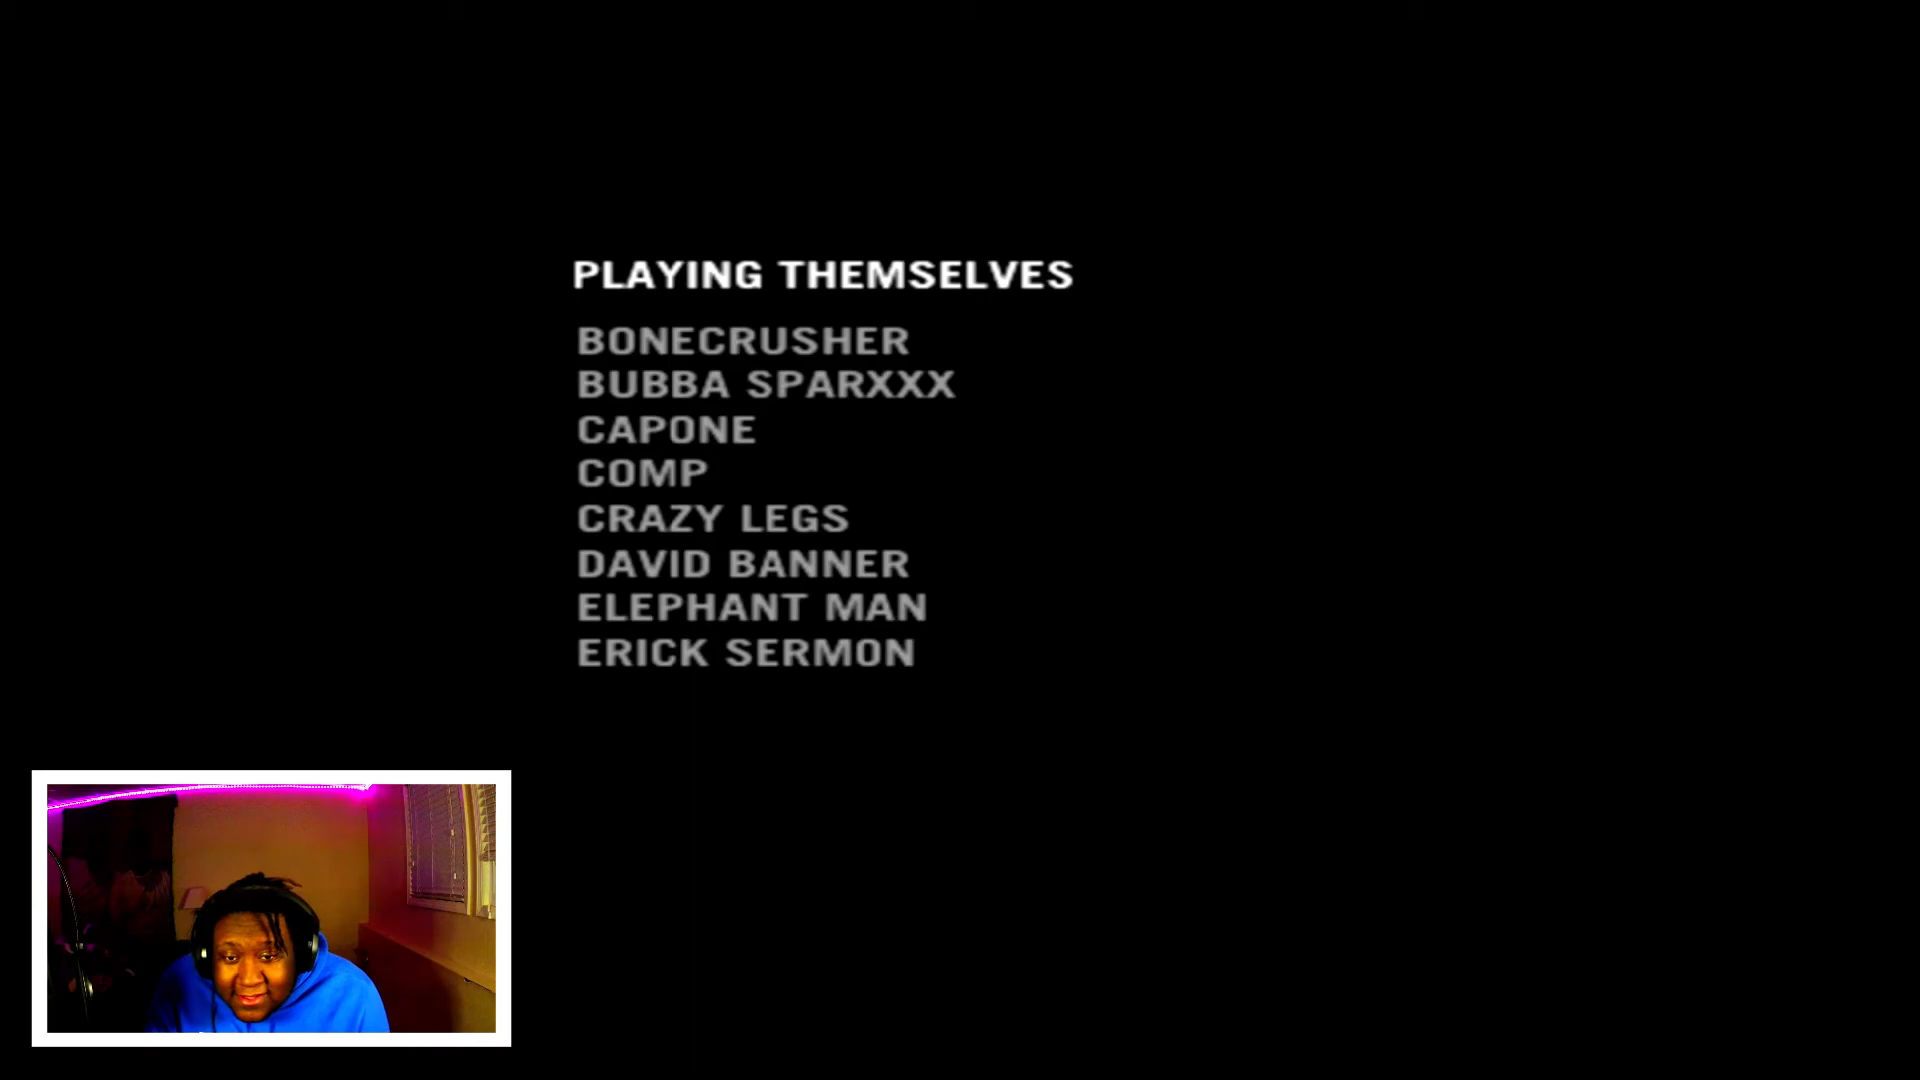 PLAYING THEMSELVES
BONECRUSHER
BUBBA SPARXXX
CAPONE
COMP
CRAZY LEGS
DAVID BANNER
ELEPHANT MAN
ERICK SERMON